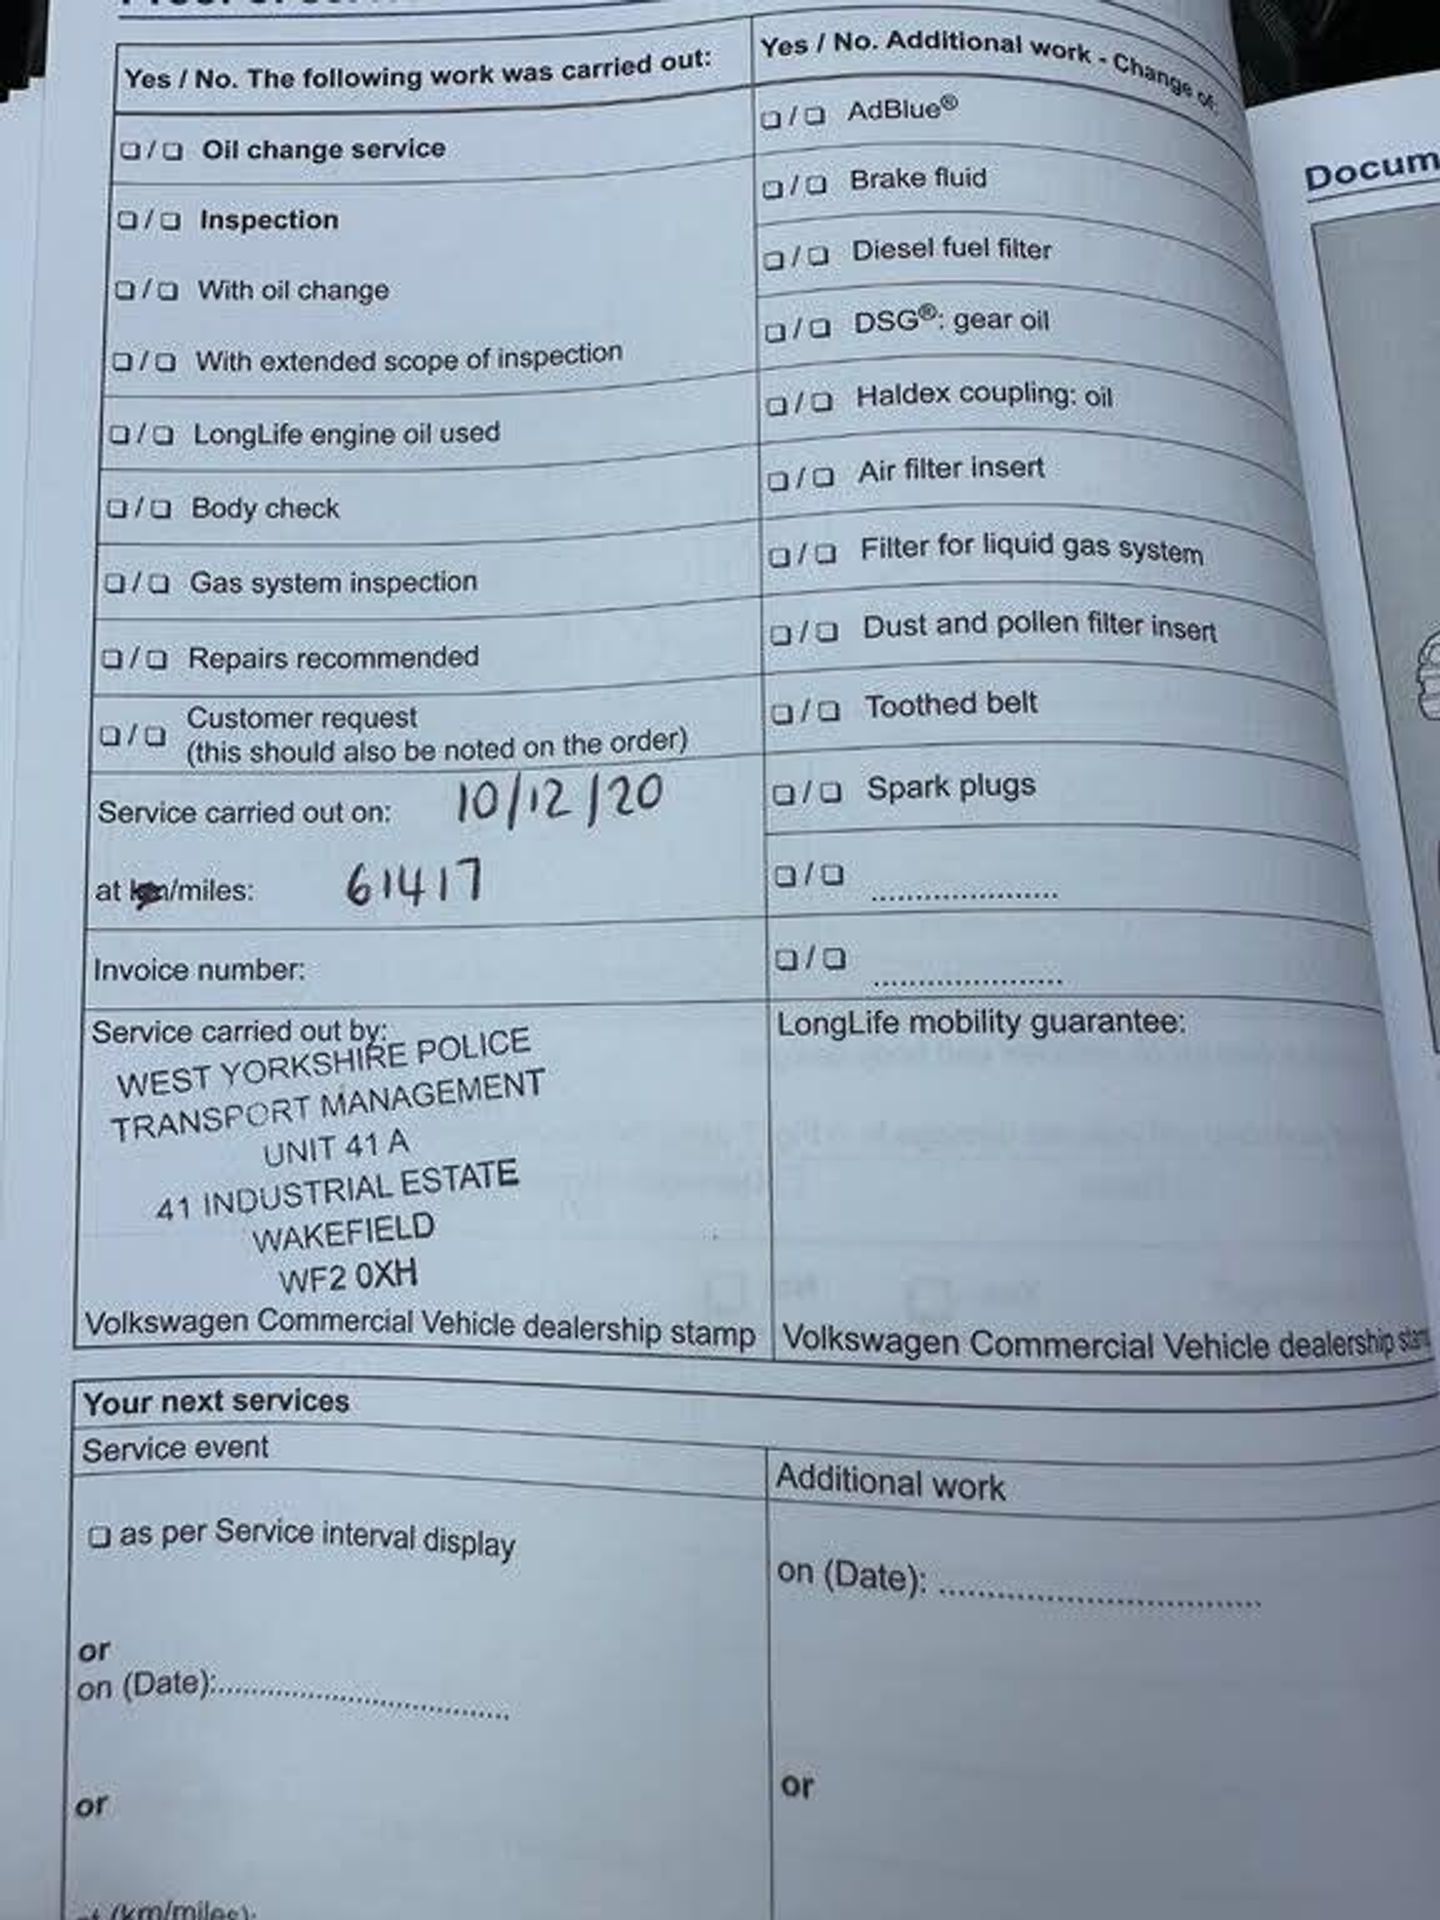 Yes / No. The following work was carried out:
☐ / ☐ Oil change service
☐ / ☐ Inspection
☐ / ☐ With oil change
☐ / ☐ With extended scope of inspection
☐ / ☐ LongLife engine oil used
☐ / ☐ Body check
☐ / ☐ Gas system inspection
☐ / ☐ Repairs recommended
☐ / ☐ Customer request
(this should also be noted on the order)
Service carried out on: 10/12/20
at km/miles: 61417
Invoice number:
Service carried out by:
WEST YORKSHIRE POLICE
TRANSPORT MANAGEMENT
UNIT 41 A
41 INDUSTRIAL ESTATE
WAKEFIELD
WF2 0XH
Volkswagen Commercial Vehicle dealership stamp
Yes / No. Additional work - Change of:
☐ / ☐ AdBlue®
☐ / ☐ Brake fluid
☐ / ☐ Diesel fuel filter
☐ / ☐ DSG®: gear oil
☐ / ☐ Haldex coupling: oil
☐ / ☐ Air filter insert
☐ / ☐ Filter for liquid gas system
☐ / ☐ Dust and pollen filter insert
☐ / ☐ Toothed belt
☐ / ☐ Spark plugs
☐ / ☐ ....................
☐ / ☐ ....................
LongLife mobility guarantee:
Volkswagen Commercial Vehicle dealership stamp
Your next services
Service event
☐ as per Service interval display
or
on (Date):..............................
or
(km/miles):
Additional work
on (Date): ..............................
or
Docum